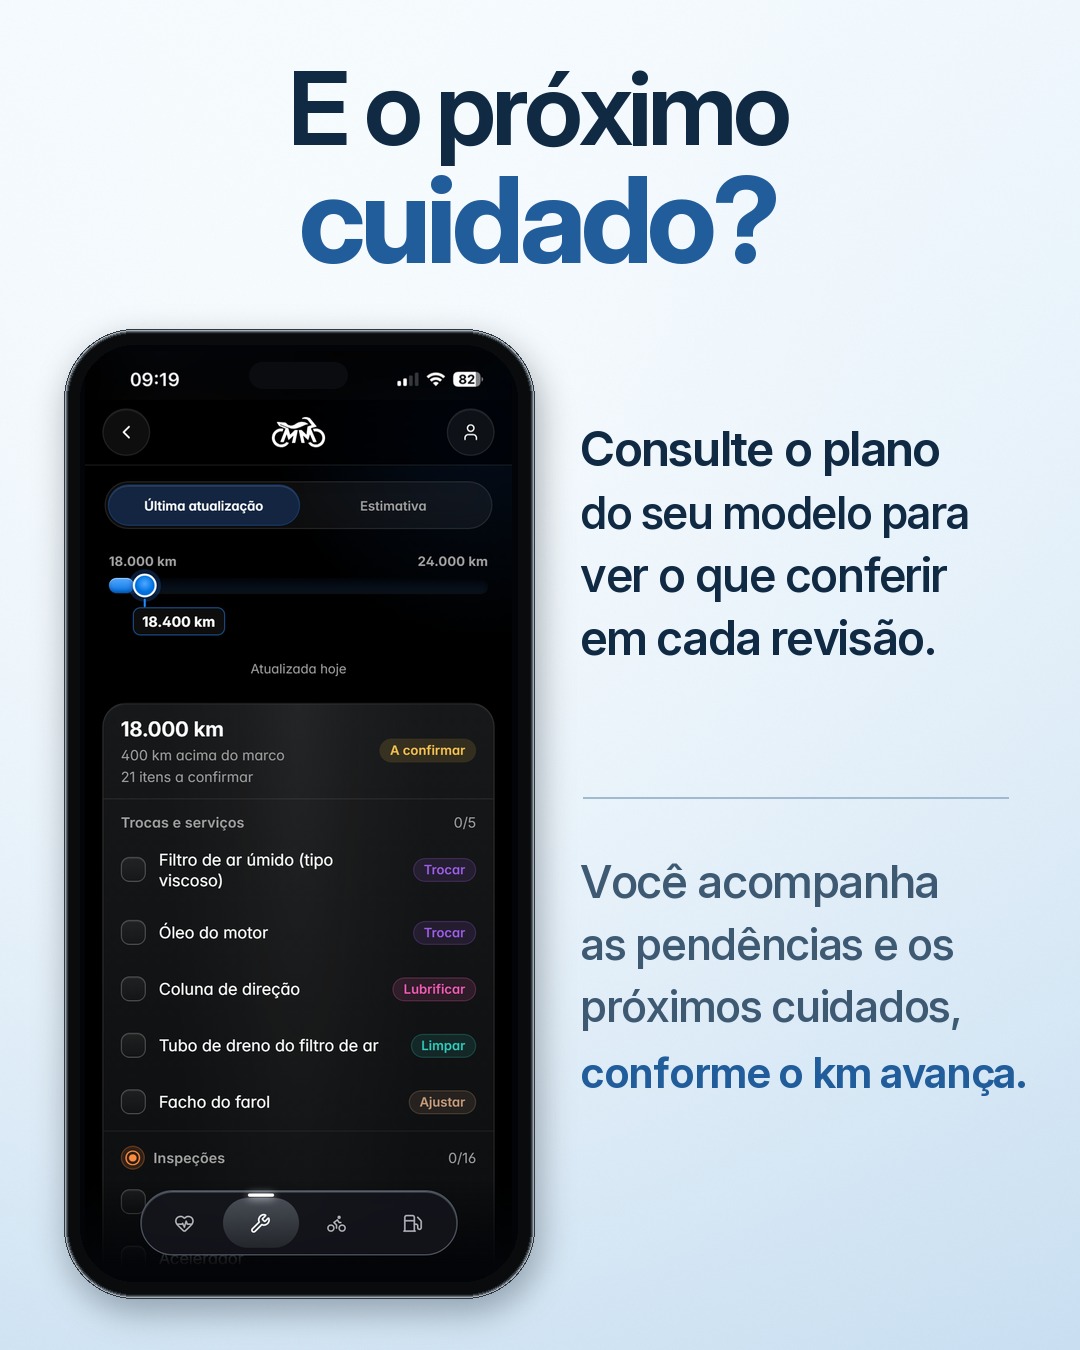 E o próximo
cuidado?
09:19
82
MM
Última atualização
Estimativa
18.000 km
24.000 km
18.400 km
Atualizada hoje
18.000 km
400 km acima do marco
21 itens a confirmar
A confirmar
Trocas e serviços
0/5
Filtro de ar úmido (tipo
viscoso)
Trocar
Óleo do motor
Trocar
Coluna de direção
Lubrificar
Tubo de dreno do filtro de ar
Limpar
Facho do farol
Ajustar
Inspeções
0/16
Acelerador
Consulte o plano
do seu modelo para
ver o que conferir
em cada revisão.
Você acompanha
as pendências e os
próximos cuidados,
conforme o km avança.